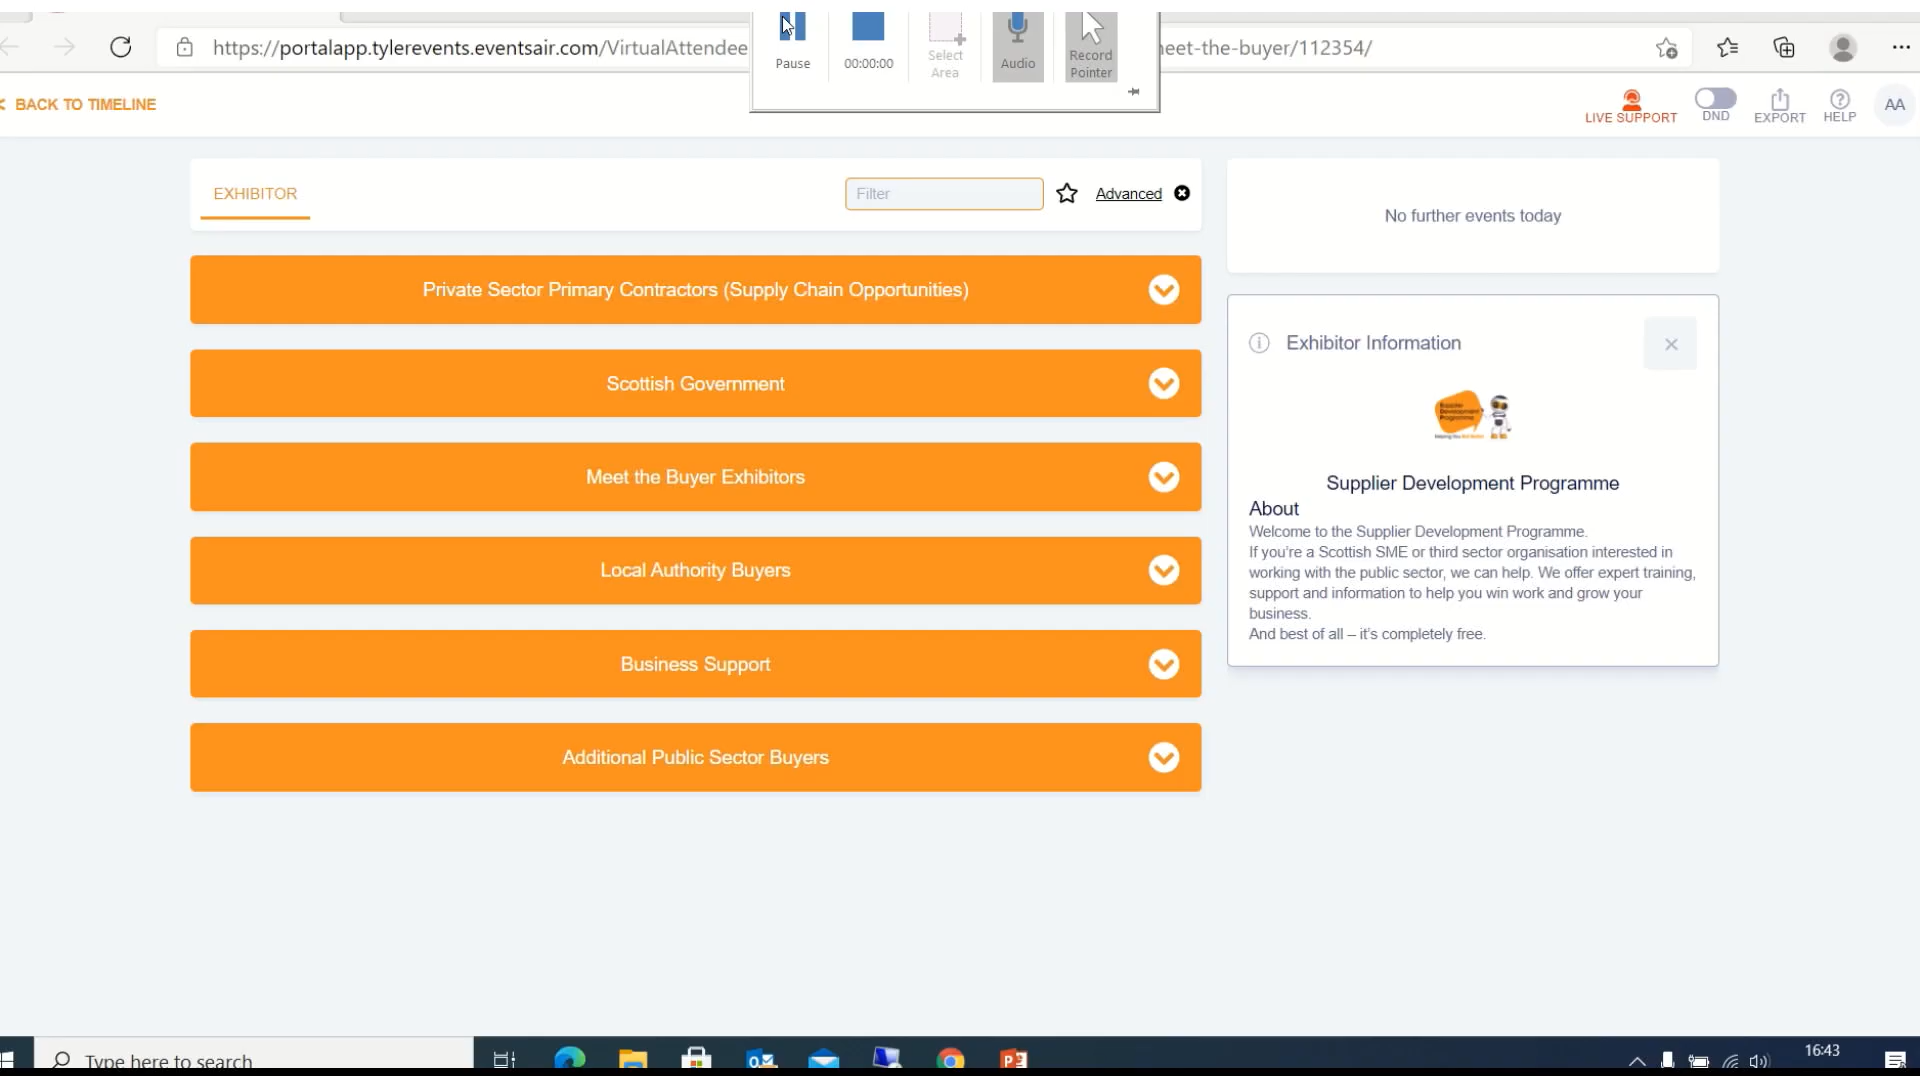 https://portalapp.tylerevents.eventsair.com/VirtualAttendee
eet-the-buyer/112354/
Pause
00:00:00
Select
Area
Audio
Record
Pointer
BACK TO TIMELINE
LIVE SUPPORT
DND
EXPORT
HELP
AA
EXHIBITOR
Filter
Advanced
No further events today
Private Sector Primary Contractors (Supply Chain Opportunities)
Scottish Government
Meet the Buyer Exhibitors
Local Authority Buyers
Business Support
Additional Public Sector Buyers
Exhibitor Information
Supplier
Development
Programme
Supplier Development Programme
About
Welcome to the Supplier Development Programme.
If you're a Scottish SME or third sector organisation interested in
working with the public sector, we can help. We offer expert training,
support and information to help you win work and grow your
business.
And best of all – it's completely free.
Type here to search
16:43